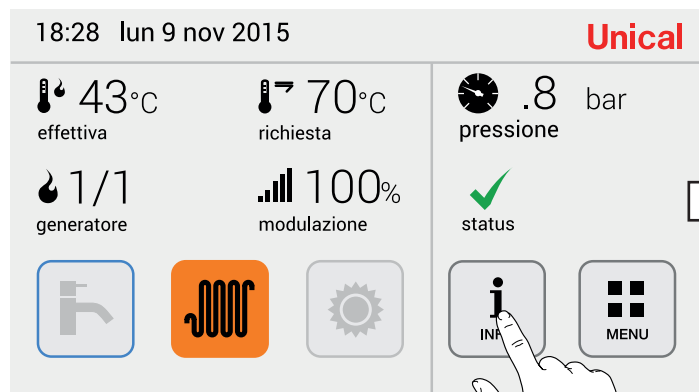 18:28 lun 9 nov 2015
Unical
43°C
effettiva
70°C
richiesta
.8 bar
pressione
1/1
generatore
100%
modulazione
status
MENU